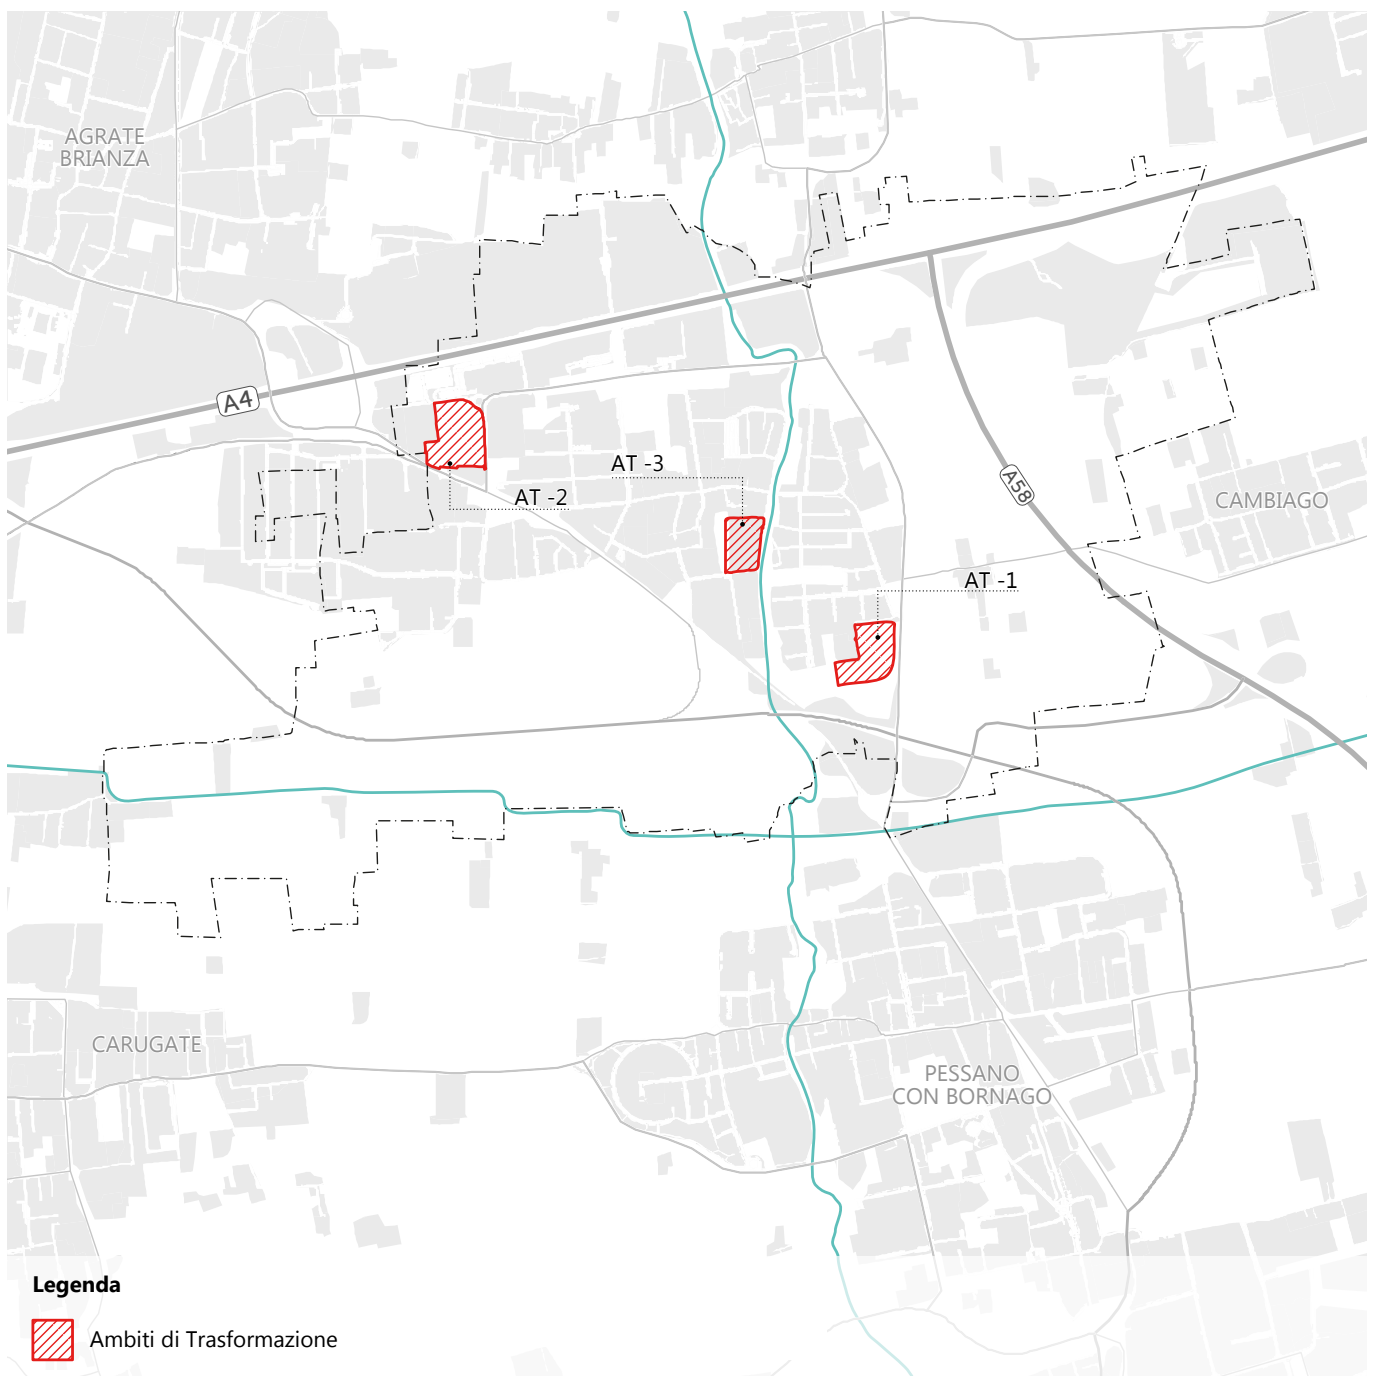 AGRATE
BRIANZA
A4
AT -3
AT -2
A58
CAMBIAGO
AT -1
CARUGATE
PESSANO
CON BORNAGO
Legenda
Ambiti di Trasformazione